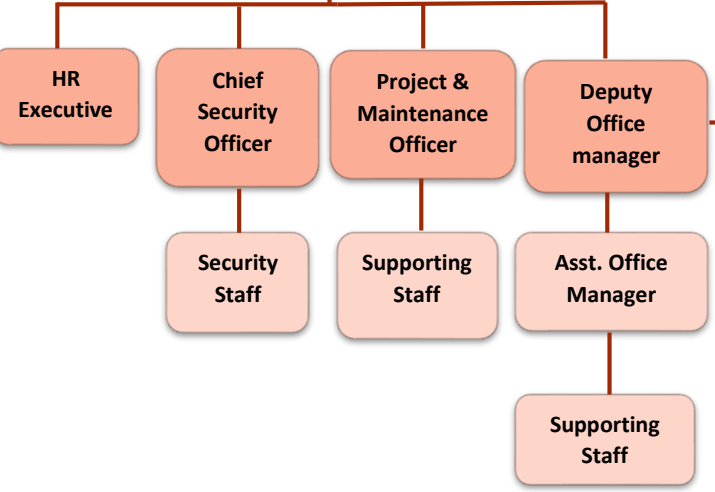 HR
Executive
Chief
Security
Officer
Project &
Maintenance
Officer
Deputy
Office
manager
Security
Staff
Supporting
Staff
Asst. Office
Manager
Supporting
Staff